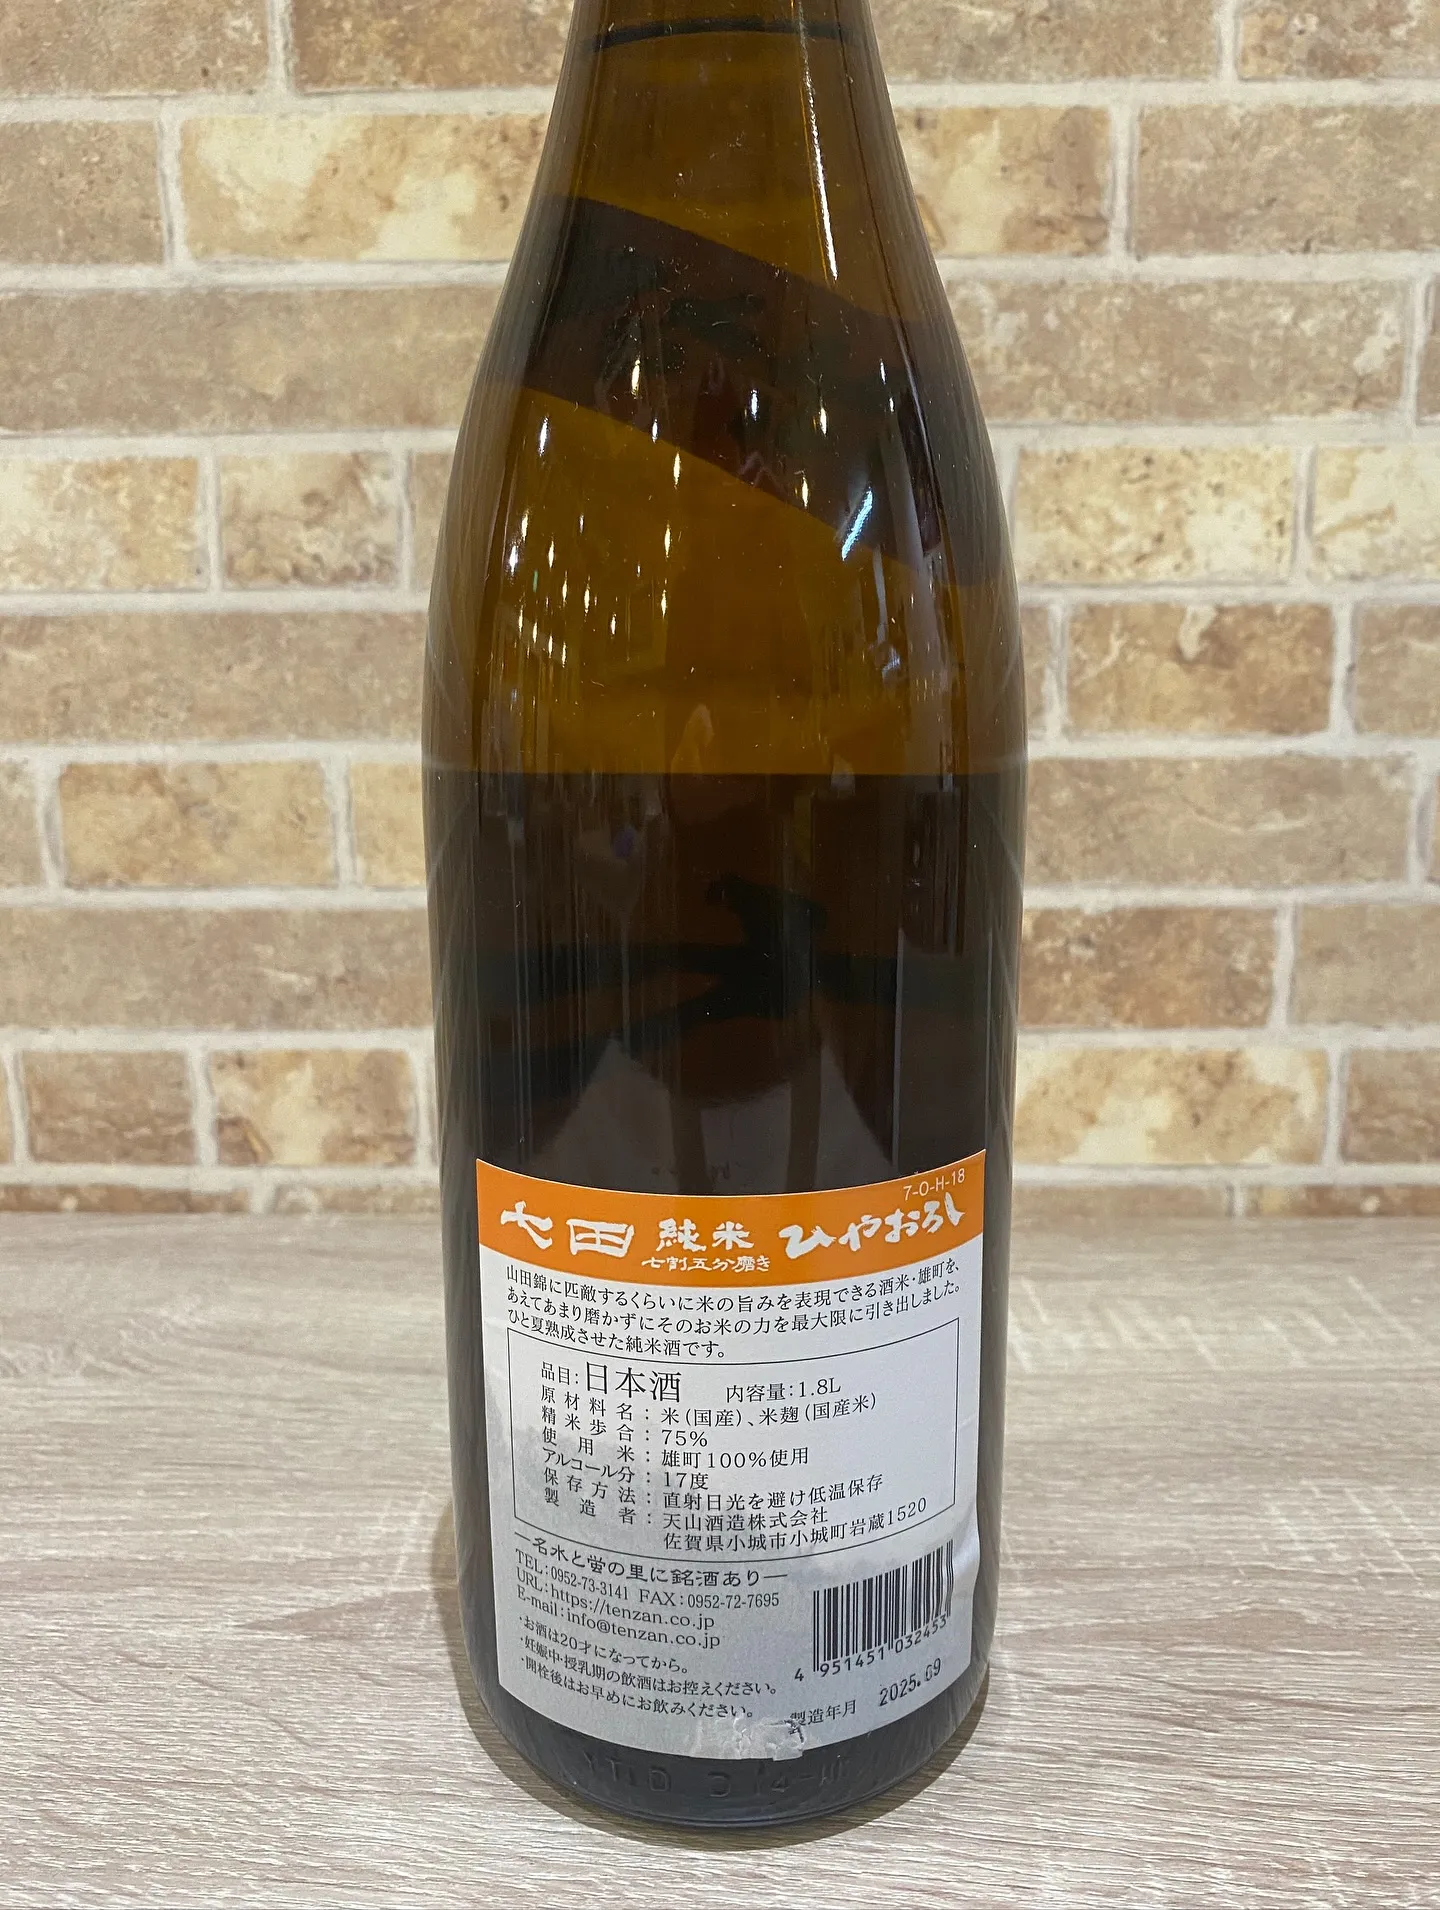 7-O-H-18
七田 純米 ひやおろし
七割五分磨き
山田錦に匹敵するくらいに米の旨みを表現できる酒米・雄町を、
あえてあまり磨かずにそのお米の力を最大限に引き出しました。
ひと夏熟成させた純米酒です。
品目:日本酒 内容量:1.8L
原材料名:米(国産)、米麹(国産米)
精米歩合:75%
使用米:雄町100%使用
アルコール分:17度
保存方法:直射日光を避け低温保存
製造者:天山酒造株式会社
佐賀県小城市小城町岩蔵1520
―名水と蛍の里に銘酒あり―
TEL:0952-73-3141 FAX:0952-72-7695
URL:https://tenzan.co.jp
E-mail:info@tenzan.co.jp
・お酒は20才になってから。
・妊娠中・授乳期の飲酒はお控えください。
・開栓後はお早めにお飲みください。
4 951451 032453
製造年月 2025.09